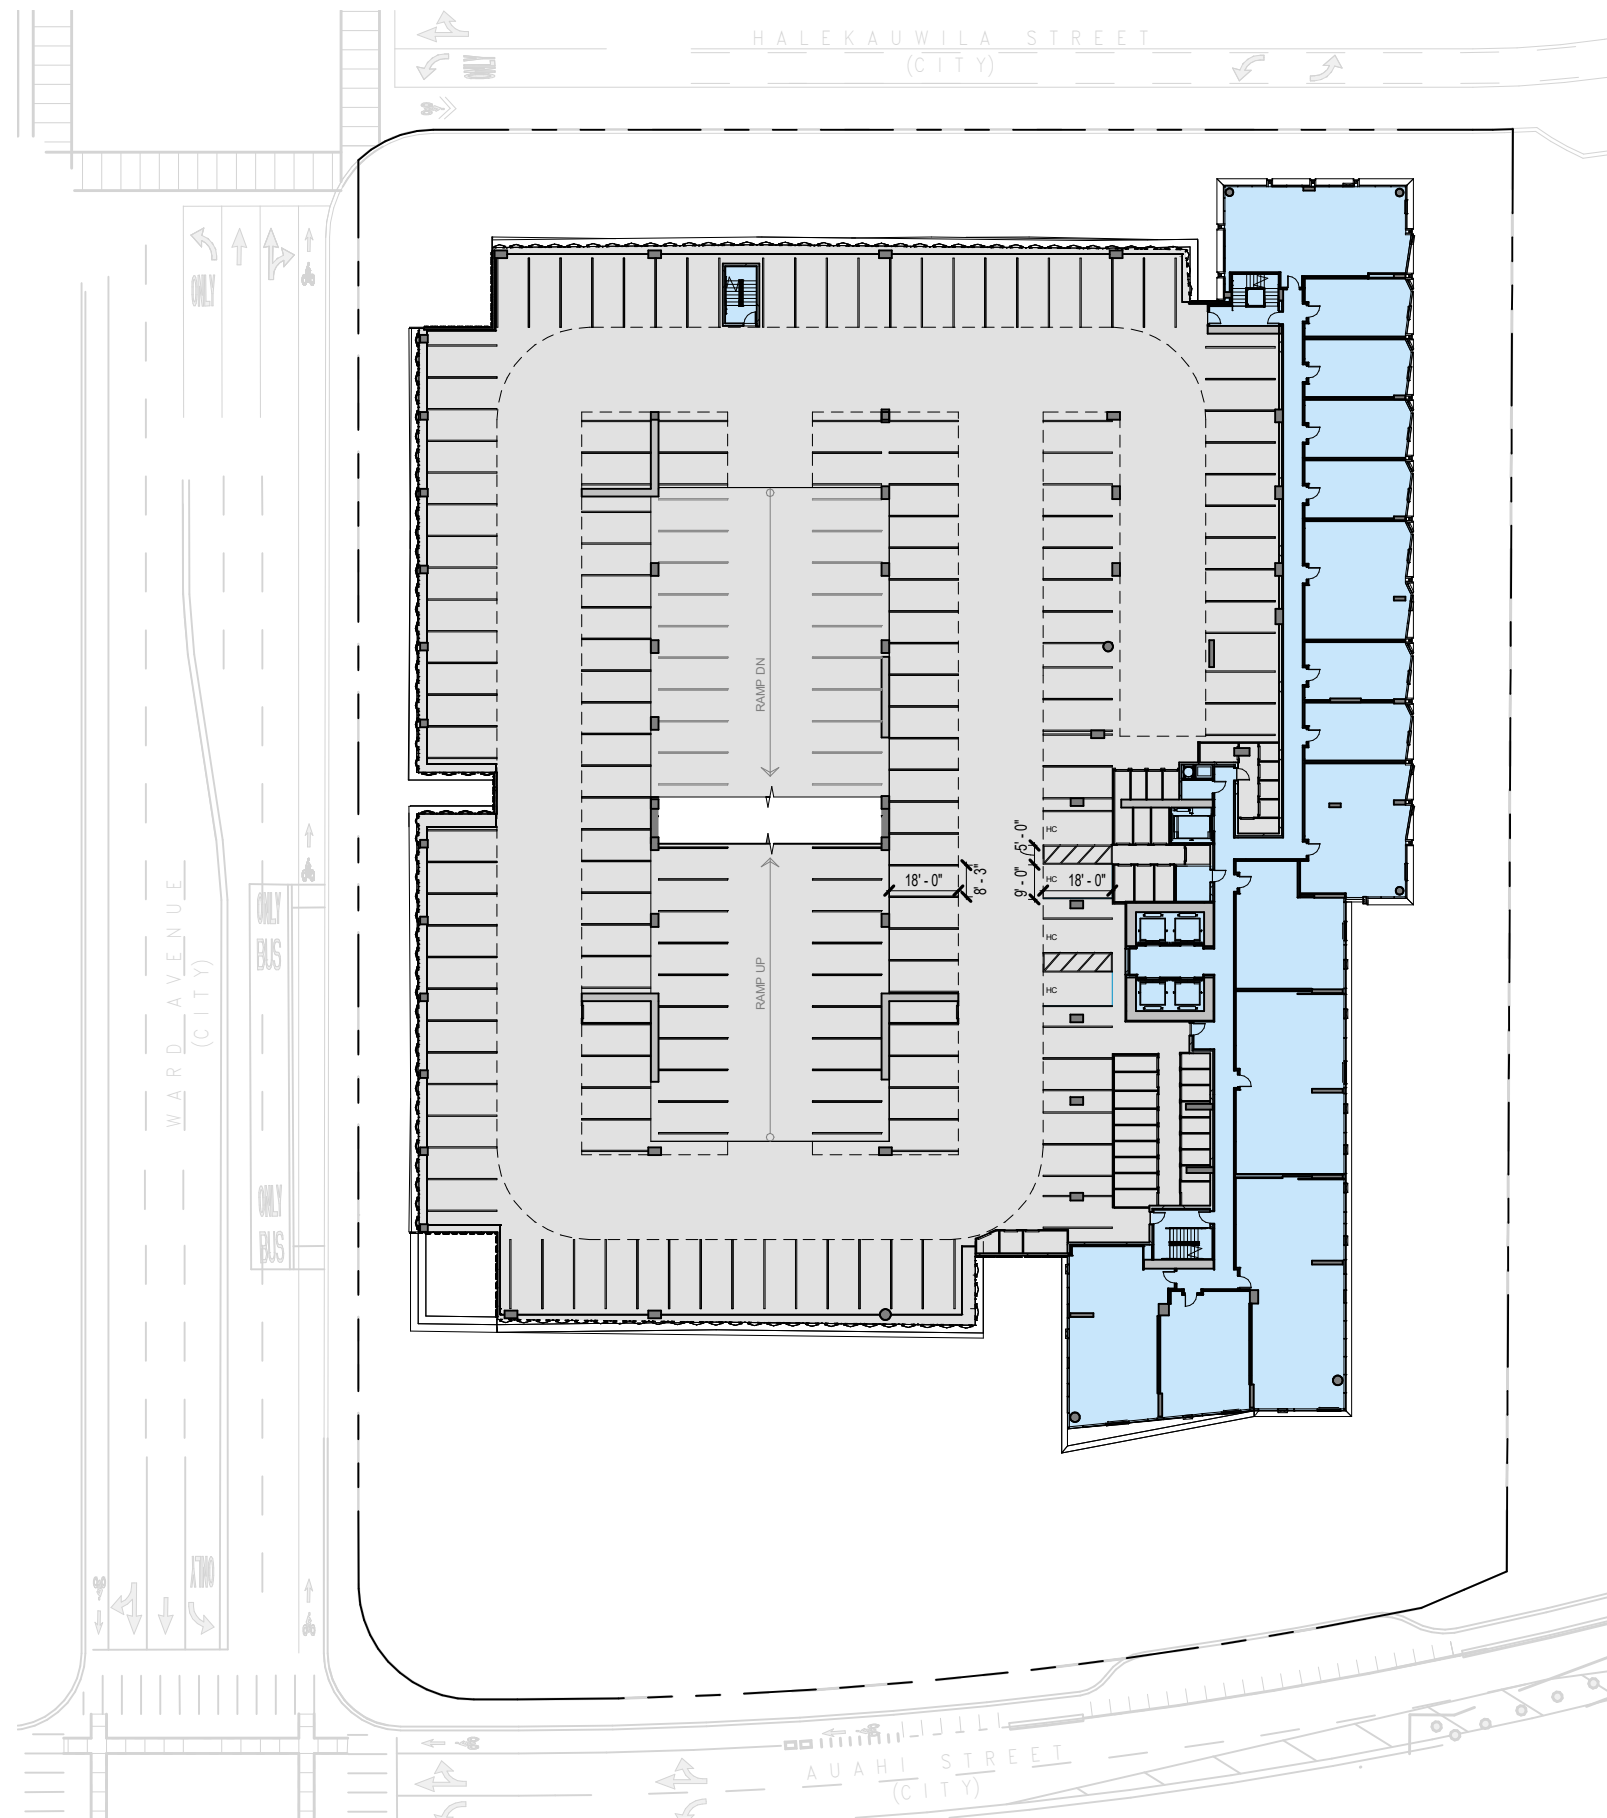 HALEKAUWILA STREET
(CITY)
ONLY
ONLY
RAMP DN
WARD AVENUE
(CITY)
ONLY
BUS
HC
5' - 0"
18' - 0"
8' - 3"
9' - 0"
HC
18' - 0"
HC
RAMP UP
HC
ONLY
BUS
ONLY
AUAHI STREET
(CITY)